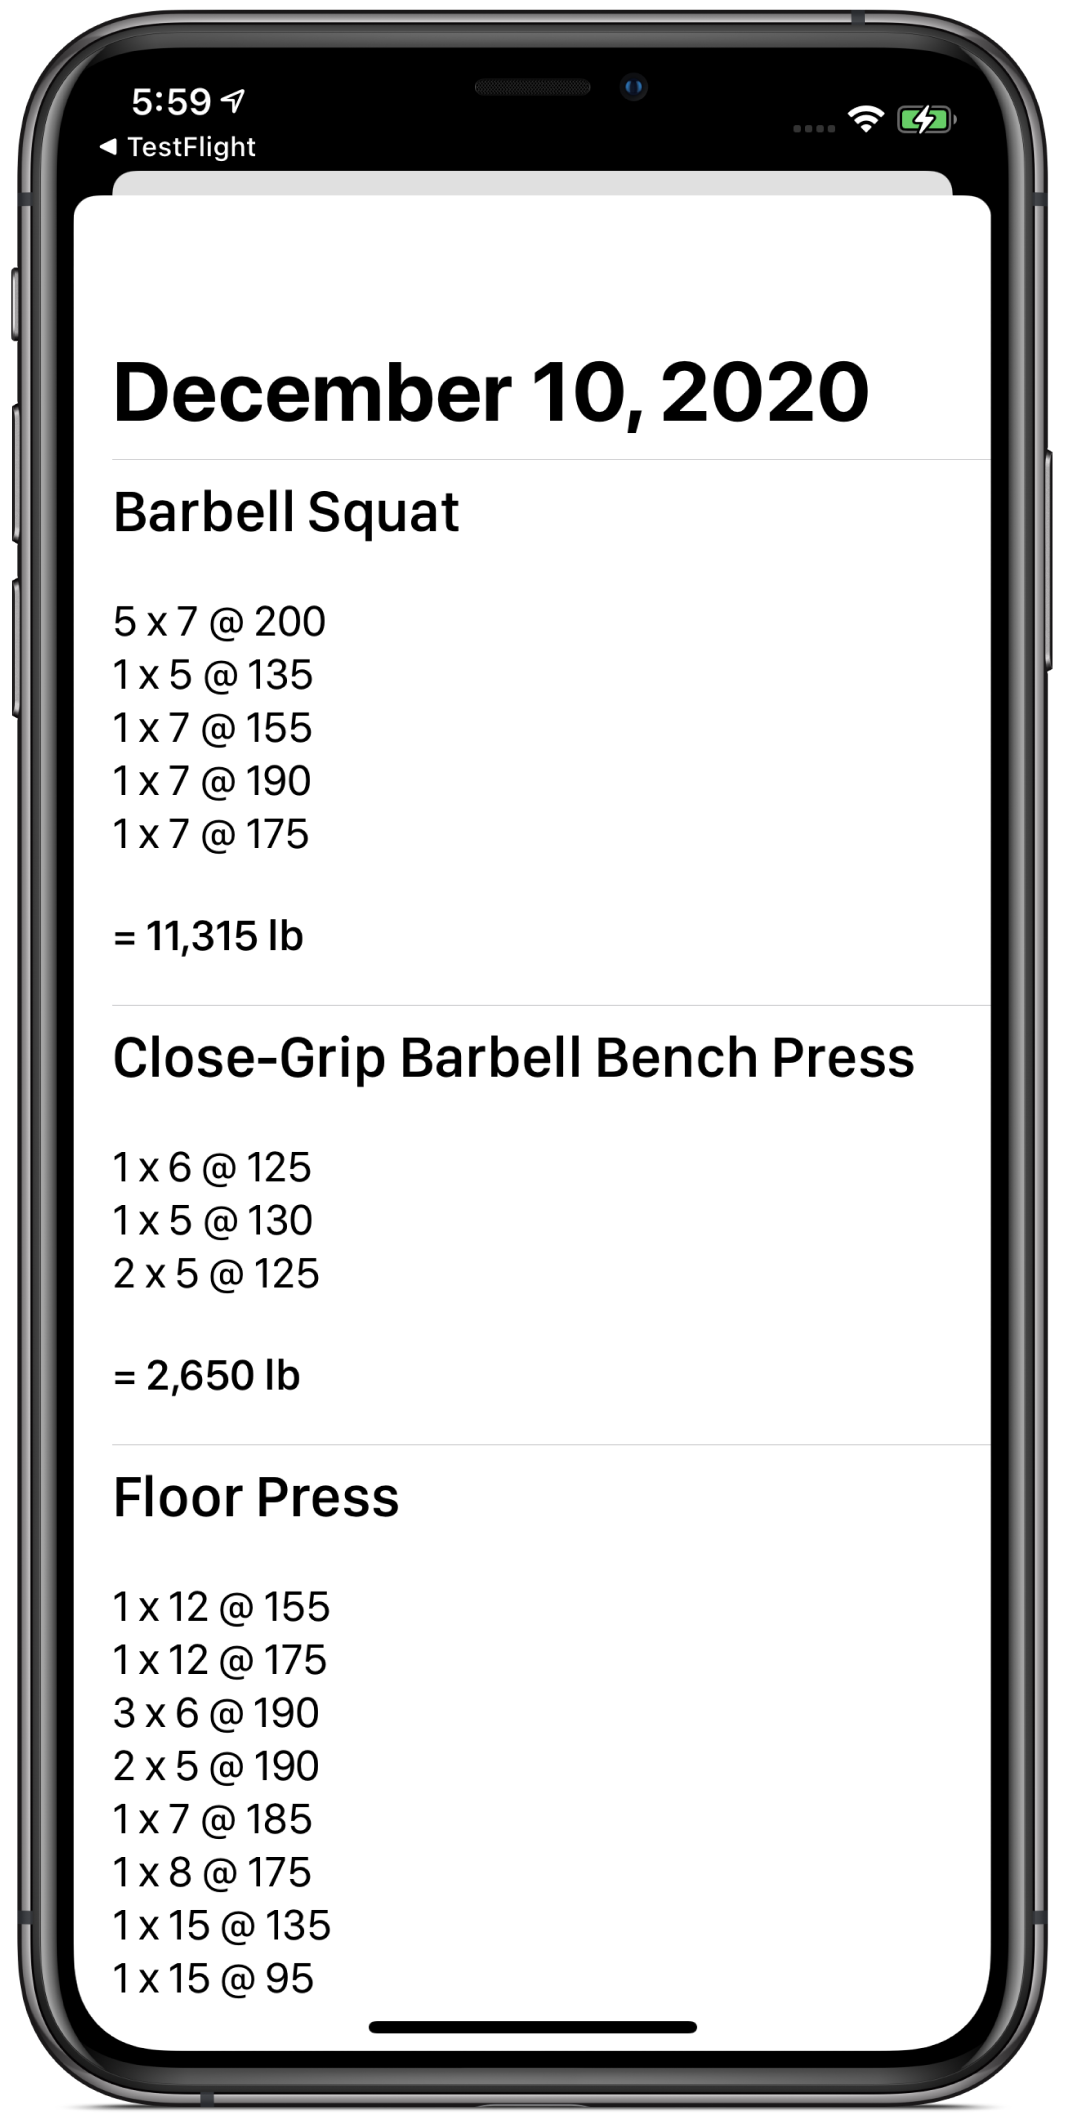 5:59
◀ TestFlight
December 10, 2020
Barbell Squat
5 x 7 @ 200
1 x 5 @ 135
1 x 7 @ 155
1 x 7 @ 190
1 x 7 @ 175
= 11,315 lb
Close-Grip Barbell Bench Press
1 x 6 @ 125
1 x 5 @ 130
2 x 5 @ 125
= 2,650 lb
Floor Press
1 x 12 @ 155
1 x 12 @ 175
3 x 6 @ 190
2 x 5 @ 190
1 x 7 @ 185
1 x 8 @ 175
1 x 15 @ 135
1 x 15 @ 95